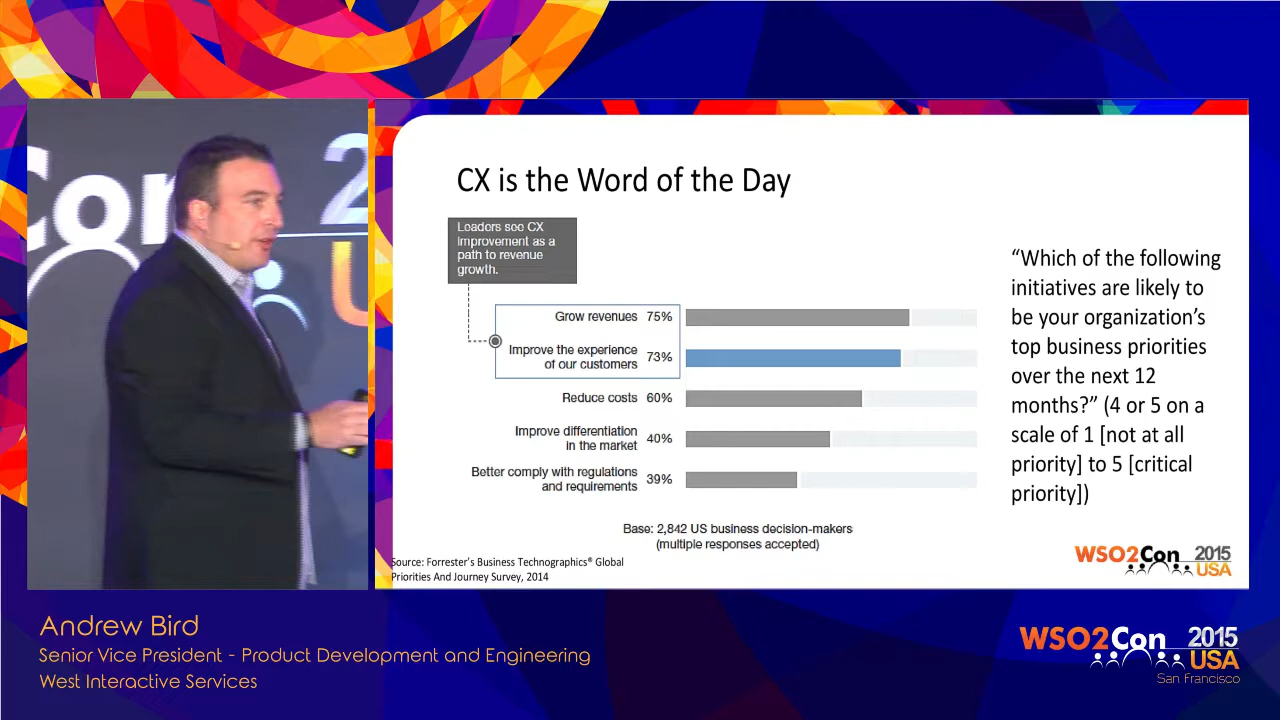 Con
2
U
CX is the Word of the Day
Leaders see CX
improvement as a
path to revenue
growth.
Grow revenues 75%
Improve the experience
of our customers 73%
Reduce costs 60%
Improve differentiation
in the market 40%
Better comply with regulations
and requirements 39%
Base: 2,842 US business decision-makers
(multiple responses accepted)
Source: Forrester's Business Technographics® Global
Priorities And Journey Survey, 2014
“Which of the following
initiatives are likely to
be your organization’s
top business priorities
over the next 12
months?” (4 or 5 on a
scale of 1 [not at all
priority] to 5 [critical
priority])
WSO2Con 2015
USA
Andrew Bird
Senior Vice President - Product Development and Engineering
West Interactive Services
WSO2Con 2015
USA
San Francisco